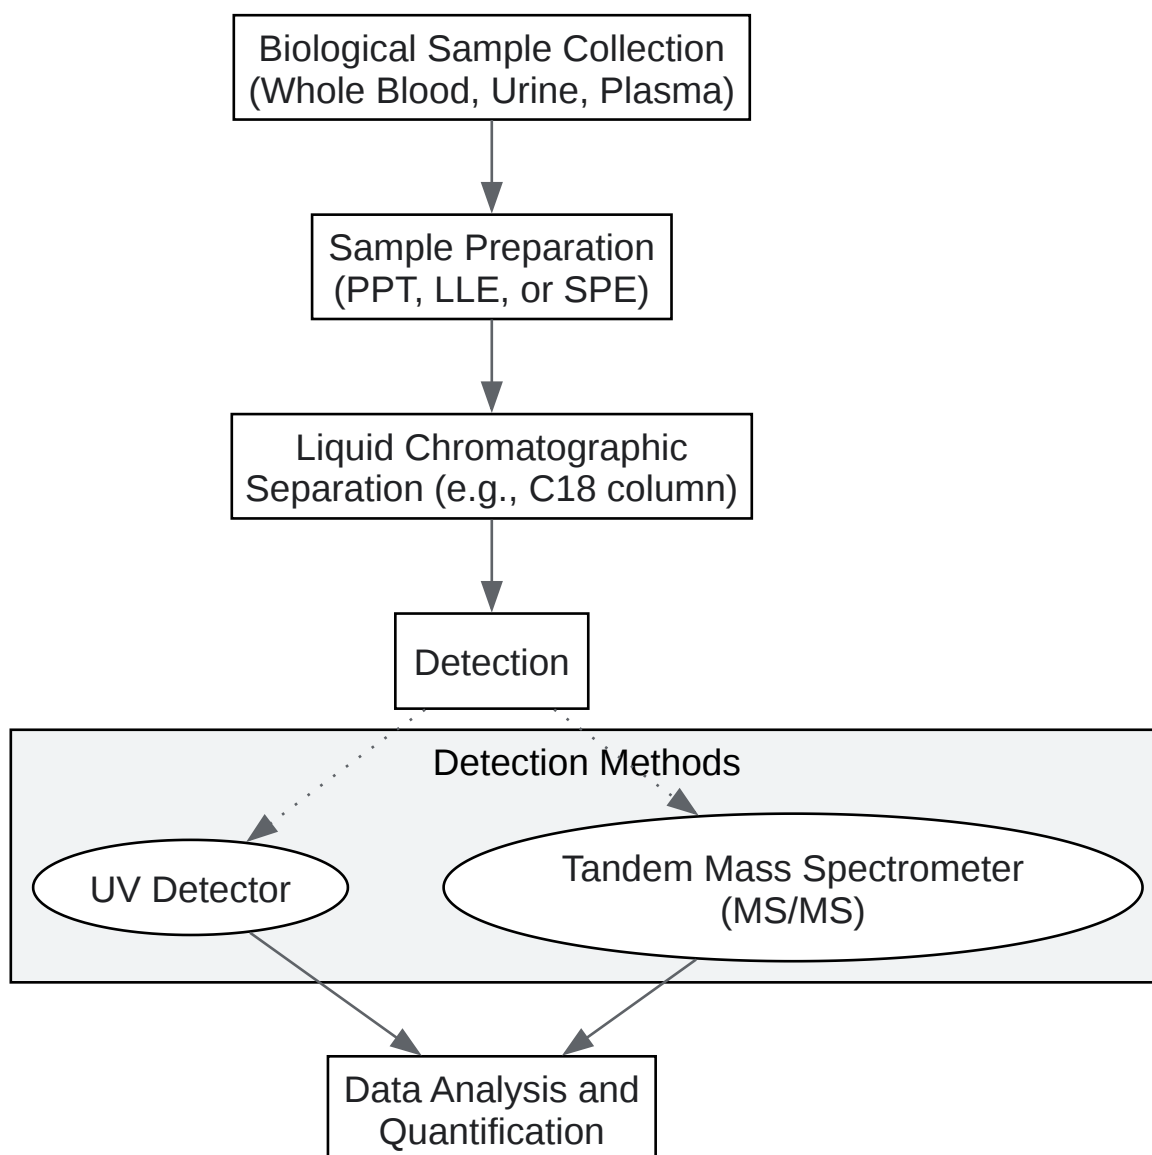 Biological Sample Collection
(Whole Blood, Urine, Plasma)
Sample Preparation
(PPT, LLE, or SPE)
Liquid Chromatographic
Separation (e.g., C18 column)
Detection
Detection Methods
UV Detector
Tandem Mass Spectrometer
(MS/MS)
Data Analysis and
Quantification